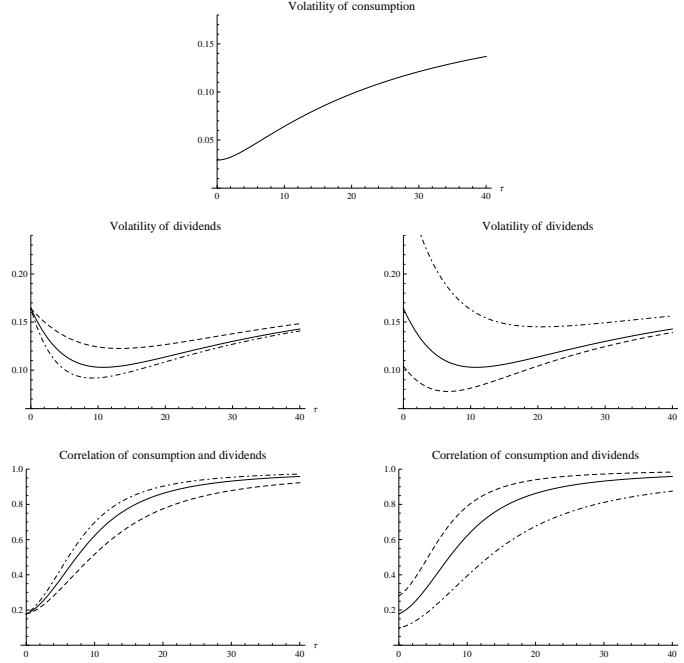 Volatility of consumption
0.15
0.10
0.05
0 10 20 30 40 τ
Volatility of dividends Volatility of dividends
0.20 0.20
0.15 0.15
0.10 0.10
0 10 20 30 40 τ 0 10 20 30 40
Correlation of consumption and dividends Correlation of consumption and dividends
1.0 1.0
0.8 0.8
0.6 0.6
0.4 0.4
0.2 0.2
0 10 20 30 40 τ 0 10 20 30 40